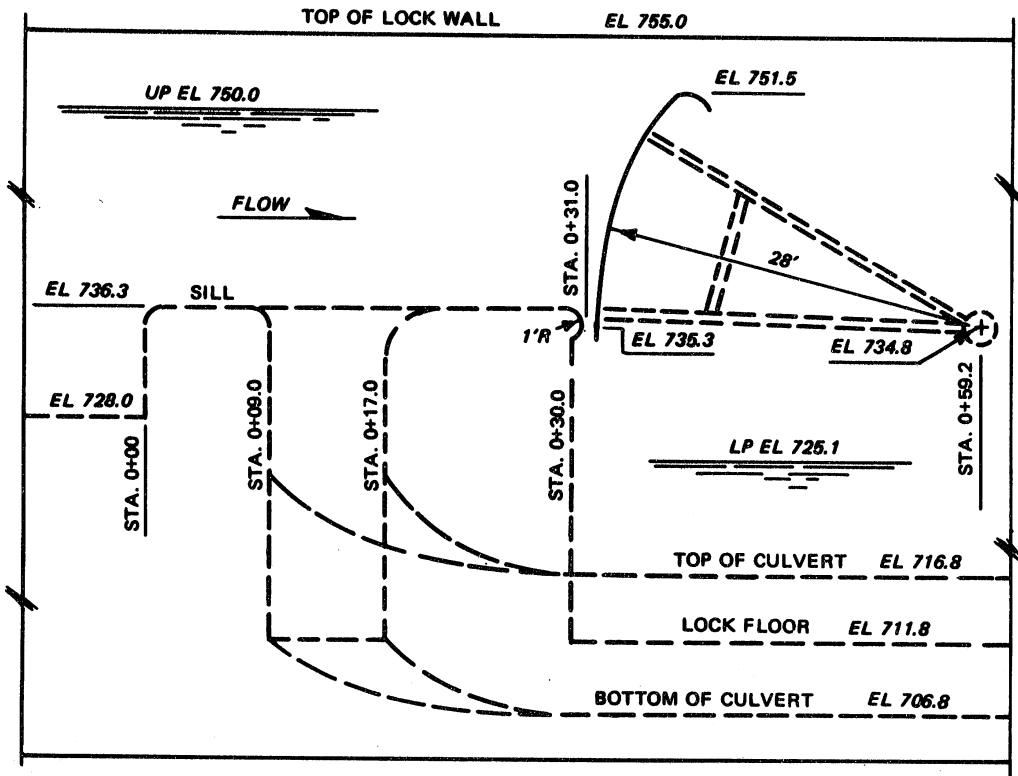 TOP OF LOCK WALL EL 755.0
EL 751.5
UP EL 750.0
FLOW
STA. 0+31.0
28'
EL 736.3
SILL
1'R
EL 735.3
EL 734.8
EL 728.0
STA. 0+00
STA. 0+09.0
STA. 0+17.0
STA. 0+30.0
STA. 0+59.2
LP EL 725.1
TOP OF CULVERT EL 716.8
LOCK FLOOR EL 711.8
BOTTOM OF CULVERT EL 706.8